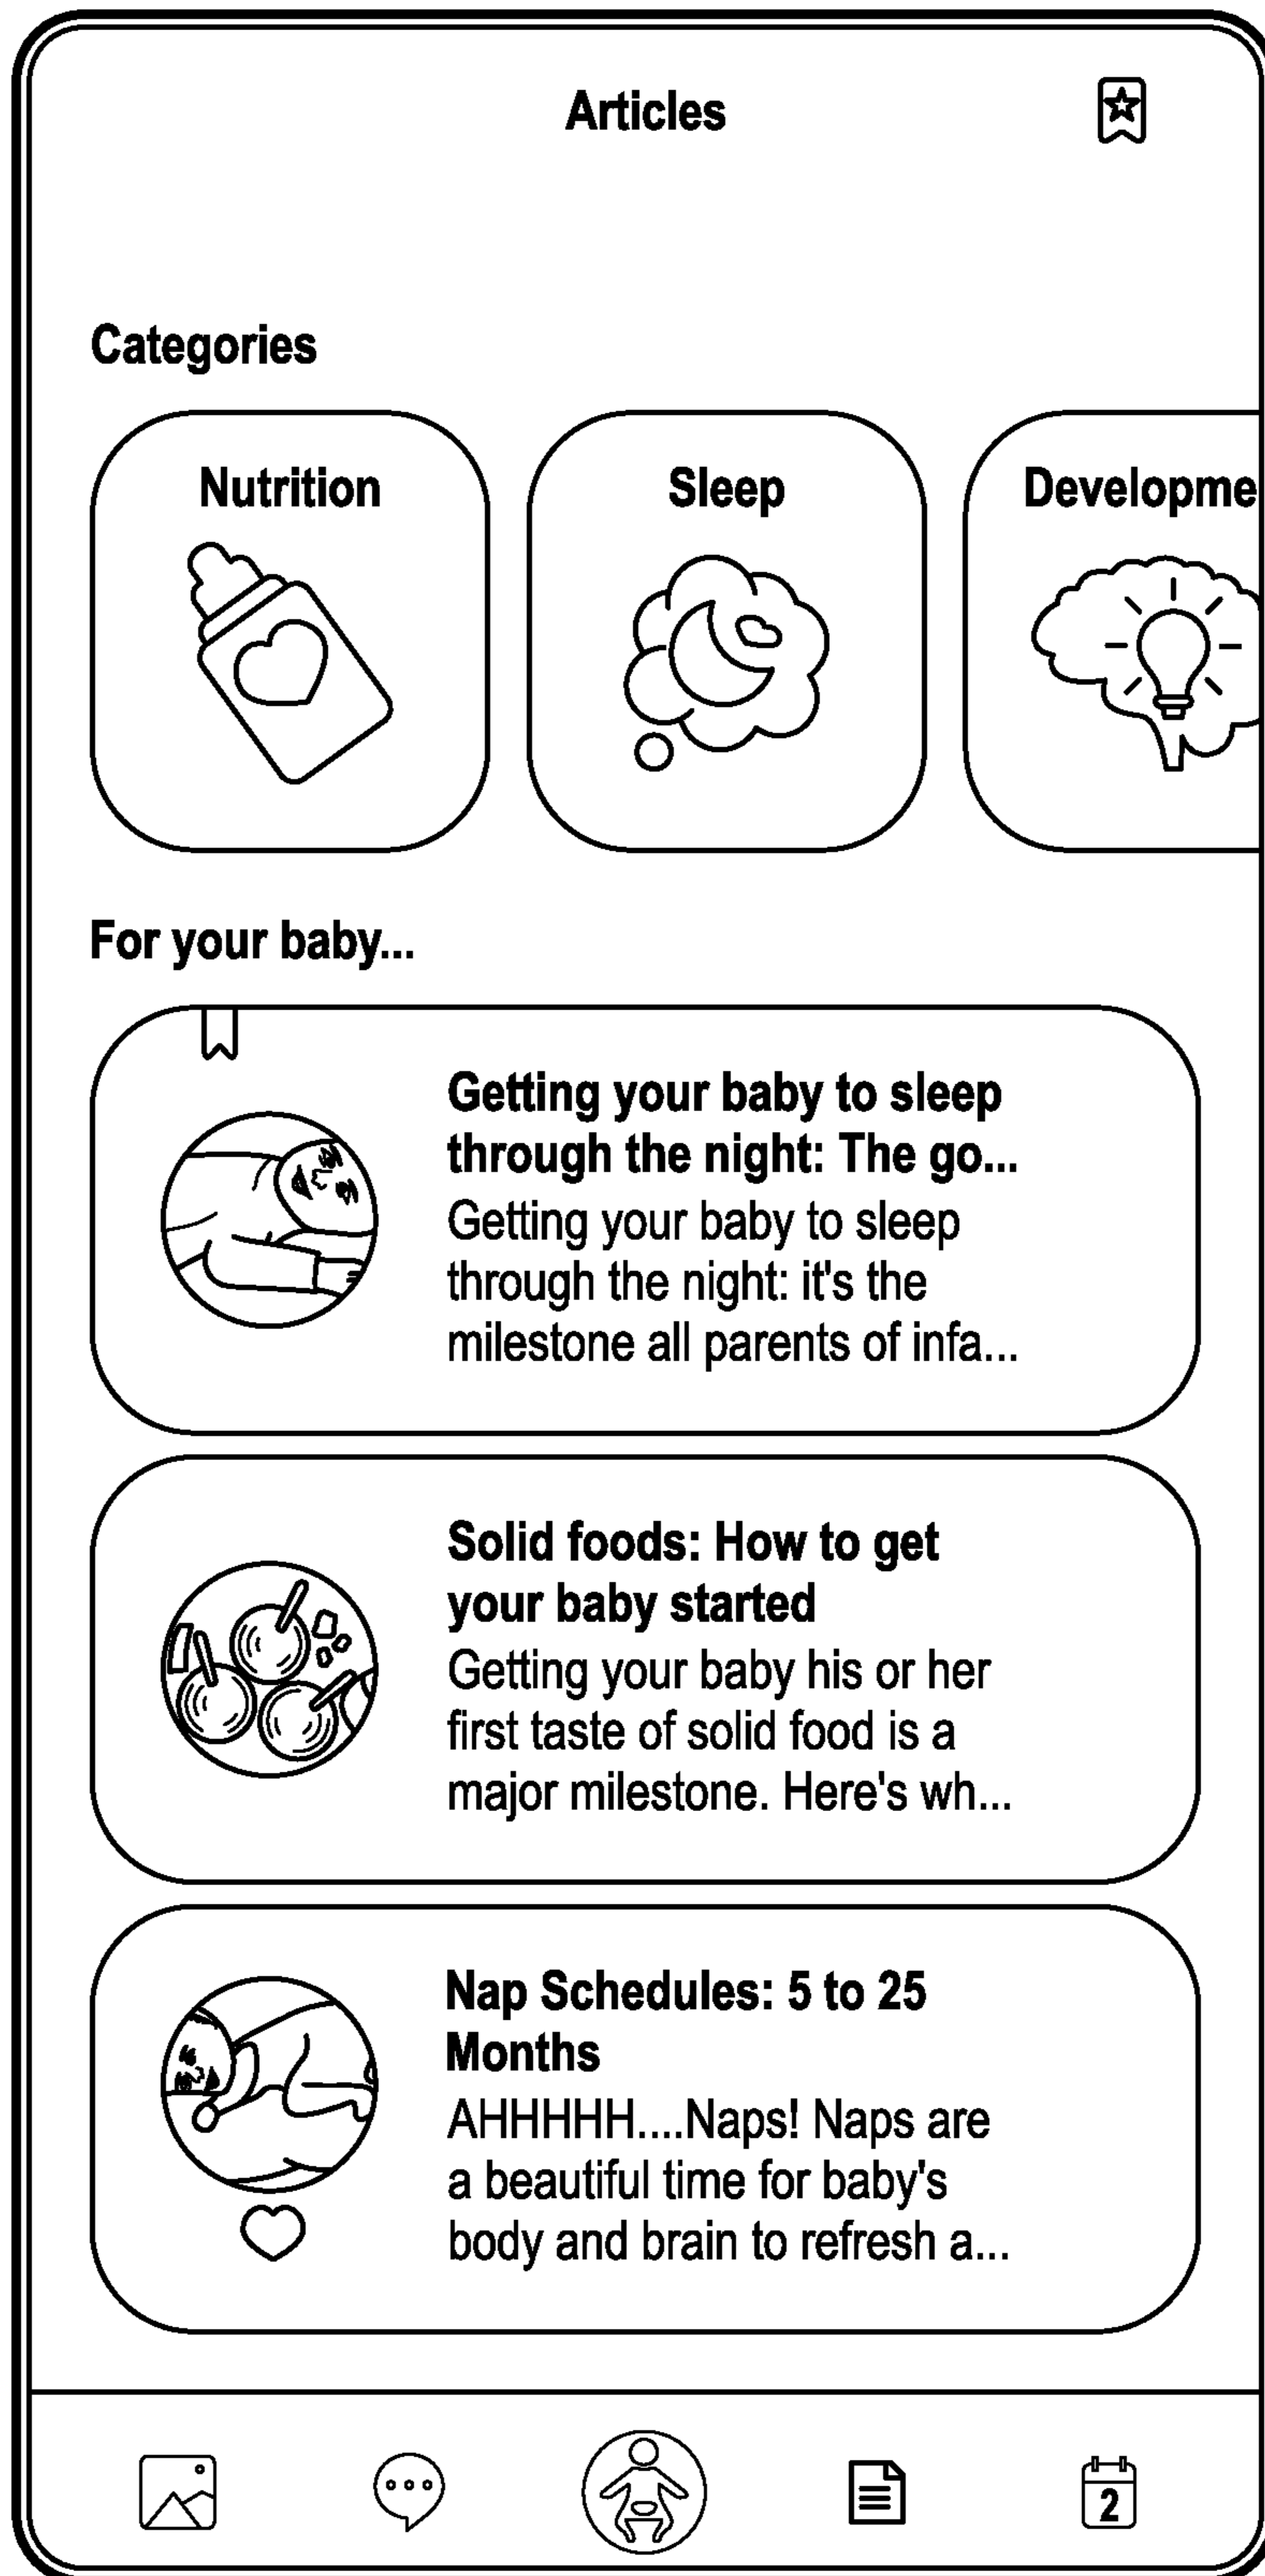 Articles
Categories
Nutrition
Sleep
Developme
For your baby...
Getting your baby to sleep
through the night: The go...
Getting your baby to sleep
through the night: it's the
milestone all parents of infa...
Solid foods: How to get
your baby started
Getting your baby his or her
first taste of solid food is a
major milestone. Here's wh...
Nap Schedules: 5 to 25
Months
AHHHHH....Naps! Naps are
a beautiful time for baby's
body and brain to refresh a...
2